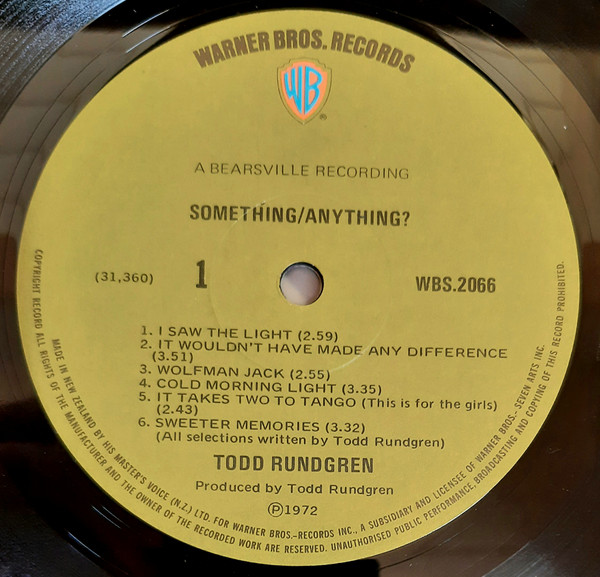 WARNER BROS. RECORDS
WB
®
A BEARSVILLE RECORDING
SOMETHING/ANYTHING?
(31,360) 1 WBS.2066
1. I SAW THE LIGHT (2.59)
2. IT WOULDN'T HAVE MADE ANY DIFFERENCE
(3.51)
3. WOLFMAN JACK (2.55)
4. COLD MORNING LIGHT (3.35)
5. IT TAKES TWO TO TANGO (This is for the girls)
(2.43)
6. SWEETER MEMORIES (3.32)
(All selections written by Todd Rundgren)
TODD RUNDGREN
Produced by Todd Rundgren
℗1972
MADE IN NEW ZEALAND BY HIS MASTER'S VOICE (N.Z.) LTD. FOR WARNER BROS.-RECORDS INC., A SUBSIDIARY AND LICENSEE OF WARNER BROS.-SEVEN ARTS INC.
COPYRIGHT RECORD ALL RIGHTS OF THE MANUFACTURER AND THE OWNER OF THE RECORDED WORK ARE RESERVED. UNAUTHORISED PUBLIC PERFORMANCE, BROADCASTING AND COPYING OF THIS RECORD PROHIBITED.